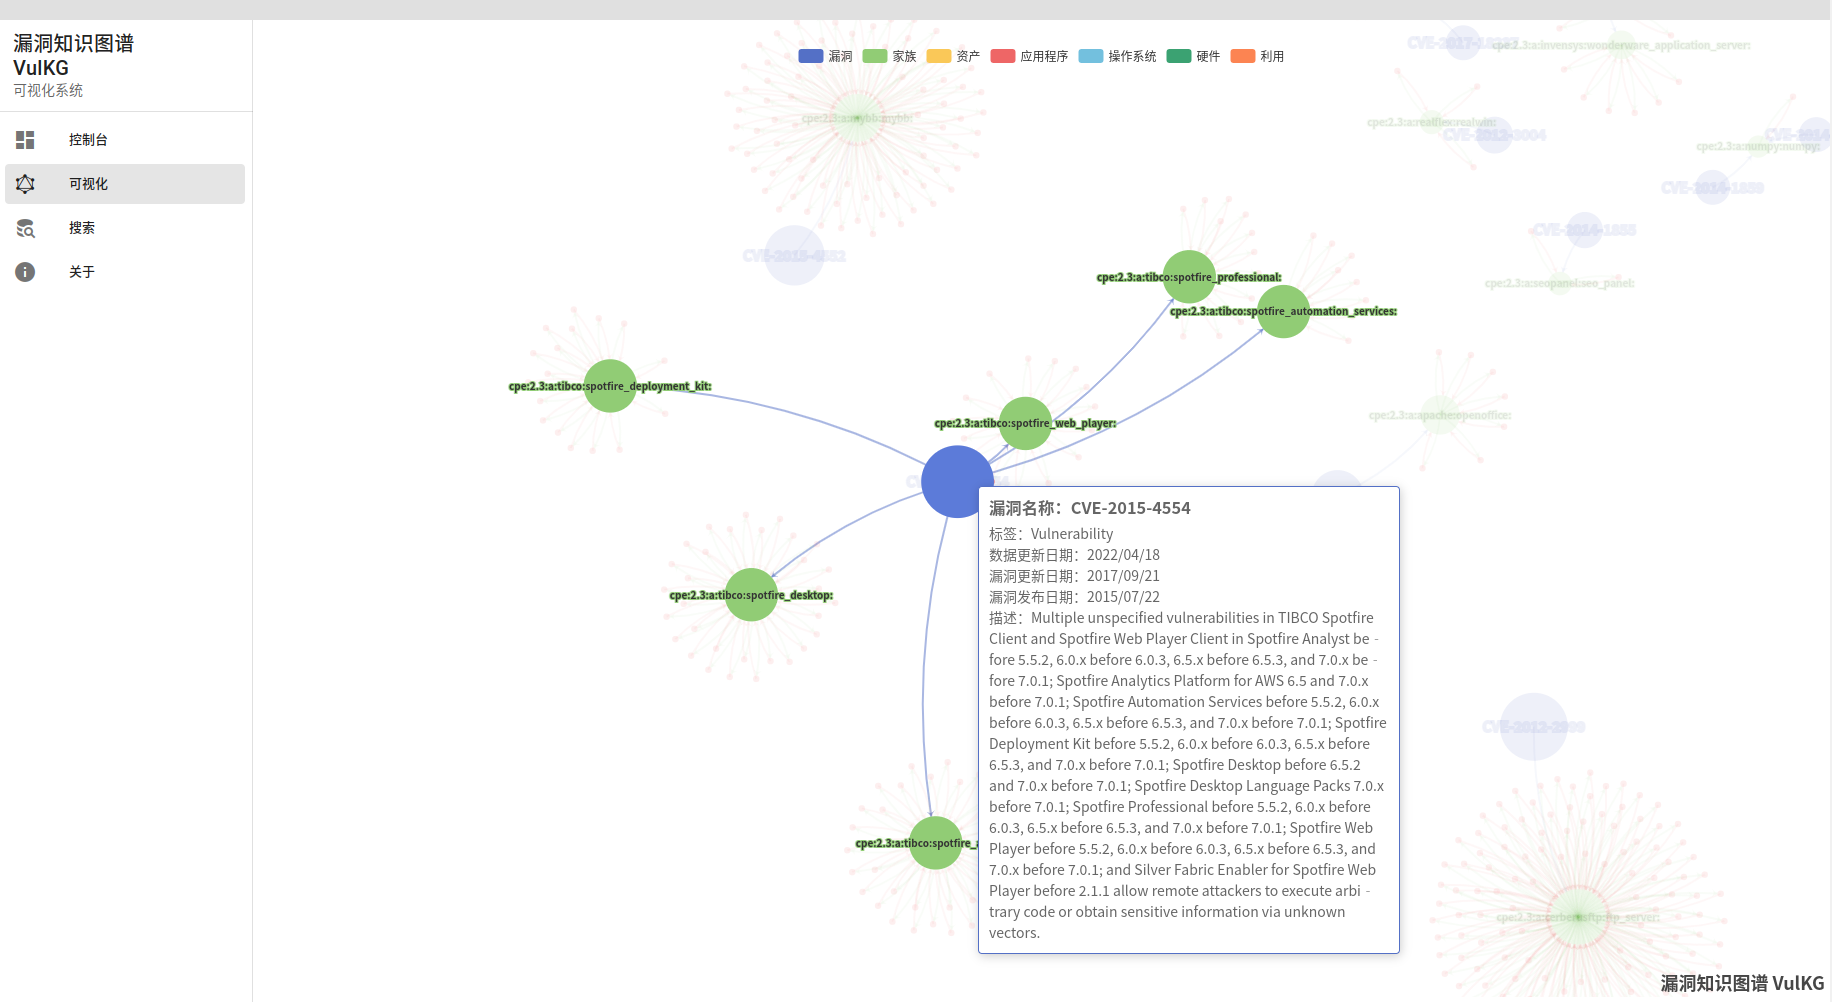 漏洞知识图谱
VulKG
可视化系统
控制台
可视化
搜索
关于
漏洞
家族
资产
应用程序
操作系统
硬件
利用
cpe:2.3:a:invensys:wonderware_application_server:
cpe:2.3:a:mybb:mybb:
cpe:2.3:a:realflex:realwin:
CVE-2012-3004
cpe:2.3:a:numpy:numpy:
CVE-2014-1859
CVE-2014-1855
cpe:2.3:a:seopanel:seo_panel:
CVE-2015-4552
cpe:2.3:a:tibco:spotfire_professional:
cpe:2.3:a:tibco:spotfire_automation_services:
cpe:2.3:a:tibco:spotfire_deployment_kit:
cpe:2.3:a:apache:openoffice:
cpe:2.3:a:tibco:spotfire_web_player:
cpe:2.3:a:tibco:spotfire_desktop:
CVE-2012-2999
cpe:2.3:a:tibco:spotfire_a
cpe:2.3:a:cerberusftp:ftp_server:
漏洞名称：CVE-2015-4554
标签：Vulnerability
数据更新日期：2022/04/18
漏洞更新日期：2017/09/21
漏洞发布日期：2015/07/22
描述：Multiple unspecified vulnerabilities in TIBCO Spotfire
Client and Spotfire Web Player Client in Spotfire Analyst be -
fore 5.5.2, 6.0.x before 6.0.3, 6.5.x before 6.5.3, and 7.0.x be -
fore 7.0.1; Spotfire Analytics Platform for AWS 6.5 and 7.0.x
before 7.0.1; Spotfire Automation Services before 5.5.2, 6.0.x
before 6.0.3, 6.5.x before 6.5.3, and 7.0.x before 7.0.1; Spotfire
Deployment Kit before 5.5.2, 6.0.x before 6.0.3, 6.5.x before
6.5.3, and 7.0.x before 7.0.1; Spotfire Desktop before 6.5.2
and 7.0.x before 7.0.1; Spotfire Desktop Language Packs 7.0.x
before 7.0.1; Spotfire Professional before 5.5.2, 6.0.x before
6.0.3, 6.5.x before 6.5.3, and 7.0.x before 7.0.1; Spotfire Web
Player before 5.5.2, 6.0.x before 6.0.3, 6.5.x before 6.5.3, and
7.0.x before 7.0.1; and Silver Fabric Enabler for Spotfire Web
Player before 2.1.1 allow remote attackers to execute arbi -
trary code or obtain sensitive information via unknown
vectors.
漏洞知识图谱 VulKG